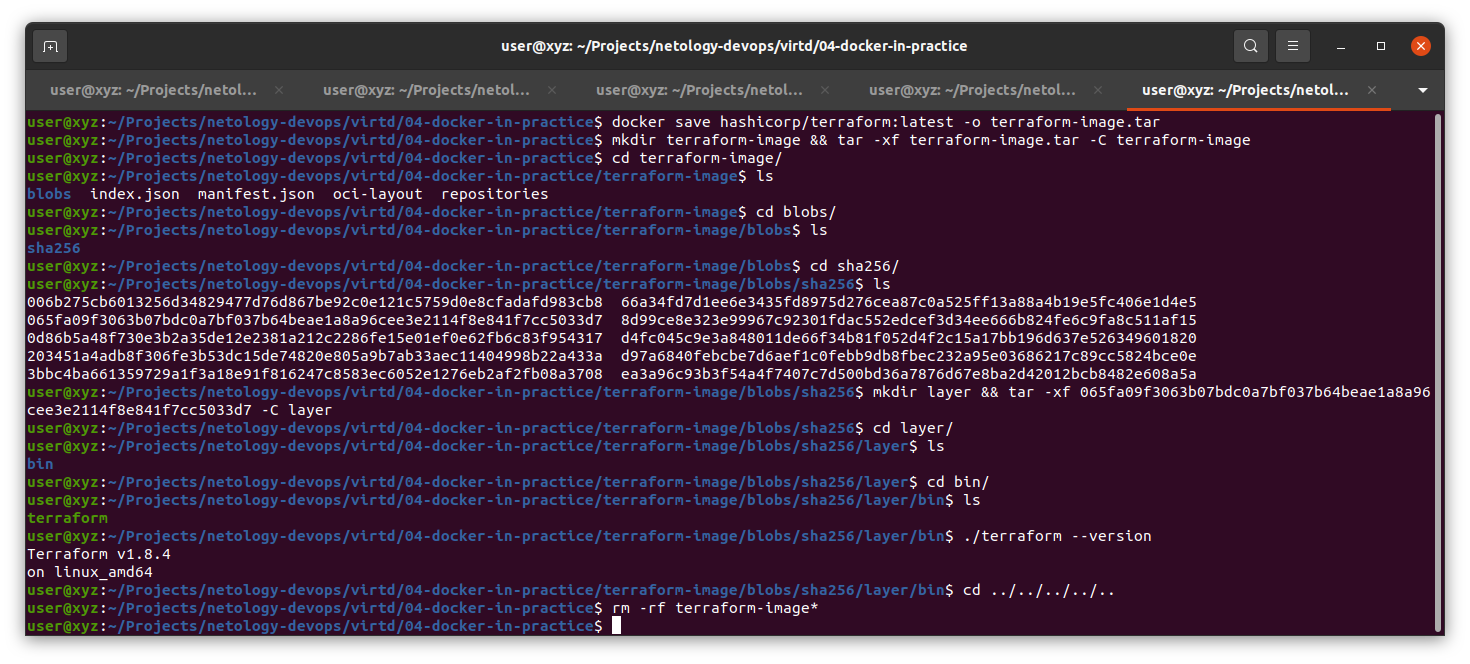 user@xyz: ~/Projects/netology-devops/virtd/04-docker-in-practice
user@xyz: ~/Projects/netol... user@xyz: ~/Projects/netol... user@xyz: ~/Projects/netol... user@xyz: ~/Projects/netol... user@xyz: ~/Projects/netol...
user@xyz:~/Projects/netology-devops/virtd/04-docker-in-practice$ docker save hashicorp/terraform:latest -o terraform-image.tar
user@xyz:~/Projects/netology-devops/virtd/04-docker-in-practice$ mkdir terraform-image && tar -xf terraform-image.tar -C terraform-image
user@xyz:~/Projects/netology-devops/virtd/04-docker-in-practice$ cd terraform-image/
user@xyz:~/Projects/netology-devops/virtd/04-docker-in-practice/terraform-image$ ls
blobs  index.json  manifest.json  oci-layout  repositories
user@xyz:~/Projects/netology-devops/virtd/04-docker-in-practice/terraform-image$ cd blobs/
user@xyz:~/Projects/netology-devops/virtd/04-docker-in-practice/terraform-image/blobs$ ls
sha256
user@xyz:~/Projects/netology-devops/virtd/04-docker-in-practice/terraform-image/blobs$ cd sha256/
user@xyz:~/Projects/netology-devops/virtd/04-docker-in-practice/terraform-image/blobs/sha256$ ls
006b275cb6013256d34829477d76d867be92c0e121c5759d0e8cfadafd983cb8  66a34fd7d1ee6e3435fd8975d276cea87c0a525ff13a88a4b19e5fc406e1d4e5
065fa09f3063b07bdc0a7bf037b64beae1a8a96cee3e2114f8e841f7cc5033d7  8d99ce8e323e99967c92301fdac552edcef3d34ee666b824fe6c9fa8c511af15
0d86b5a48f730e3b2a35de12e2381a212c2286fe15e01ef0e62fb6c83f954317  d4fc045c9e3a848011de66f34b81f052d4f2c15a17bb196d637e526349601820
203451a4adb8f306fe3b53dc15de74820e805a9b7ab33aec11404998b22a433a  d97a6840febcbe7d6aef1c0febb9db8fbec232a95e03686217c89cc5824bce0e
3bbc4ba661359729a1f3a18e91f816247c8583ec6052e1276eb2af2fb08a3708  ea3a96c93b3f54a4f7407c7d500bd36a7876d67e8ba2d42012bcb8482e608a5a
user@xyz:~/Projects/netology-devops/virtd/04-docker-in-practice/terraform-image/blobs/sha256$ mkdir layer && tar -xf 065fa09f3063b07bdc0a7bf037b64beae1a8a96
cee3e2114f8e841f7cc5033d7 -C layer
user@xyz:~/Projects/netology-devops/virtd/04-docker-in-practice/terraform-image/blobs/sha256$ cd layer/
user@xyz:~/Projects/netology-devops/virtd/04-docker-in-practice/terraform-image/blobs/sha256/layer$ ls
bin
user@xyz:~/Projects/netology-devops/virtd/04-docker-in-practice/terraform-image/blobs/sha256/layer$ cd bin/
user@xyz:~/Projects/netology-devops/virtd/04-docker-in-practice/terraform-image/blobs/sha256/layer/bin$ ls
terraform
user@xyz:~/Projects/netology-devops/virtd/04-docker-in-practice/terraform-image/blobs/sha256/layer/bin$ ./terraform --version
Terraform v1.8.4
on linux_amd64
user@xyz:~/Projects/netology-devops/virtd/04-docker-in-practice/terraform-image/blobs/sha256/layer/bin$ cd ../../../../..
user@xyz:~/Projects/netology-devops/virtd/04-docker-in-practice$ rm -rf terraform-image*
user@xyz:~/Projects/netology-devops/virtd/04-docker-in-practice$